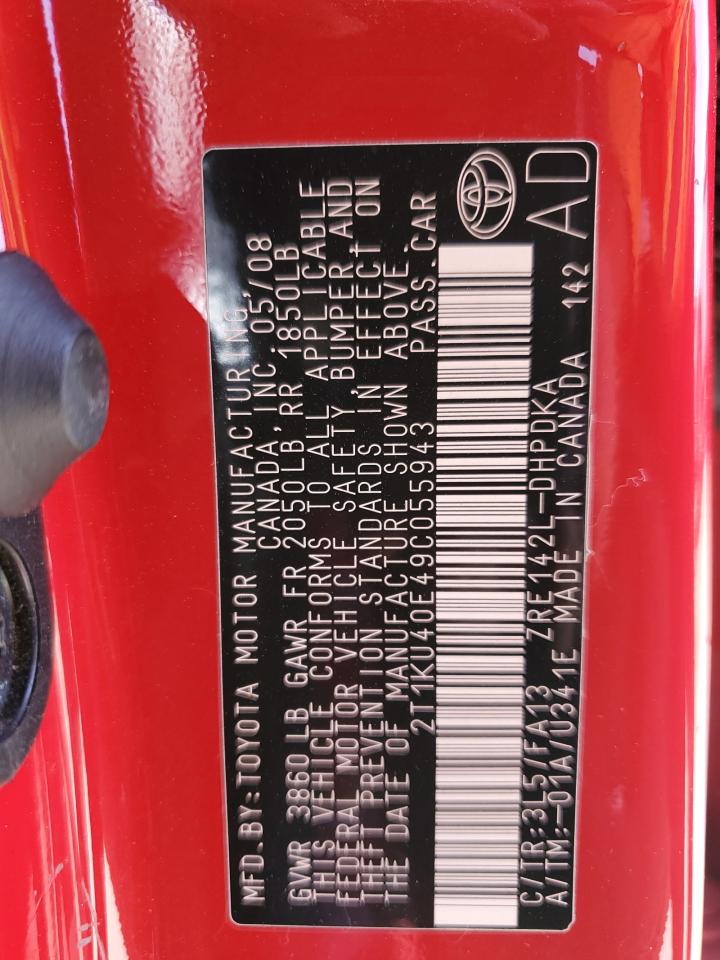 MFD.BY:TOYOTA MOTOR MANUFACTURING,
CANADA,INC. 05/08
GVWR 3860LB GAWR FR 2050LB,RR 1850LB
THIS VEHICLE CONFORMS TO ALL APPLICABLE
FEDERAL MOTOR VEHICLE SAFETY,BUMPER,AND
THEFT PREVENTION STANDARDS IN EFFECT ON
THE DATE OF MANUFACTURE SHOWN ABOVE.
2T1KU40E49C055943 PASS.CAR
C/TR:3L5/FA13 ZRE142L-DHPDKA
A/TM:-01A/U341E MADE IN CANADA 142
AD